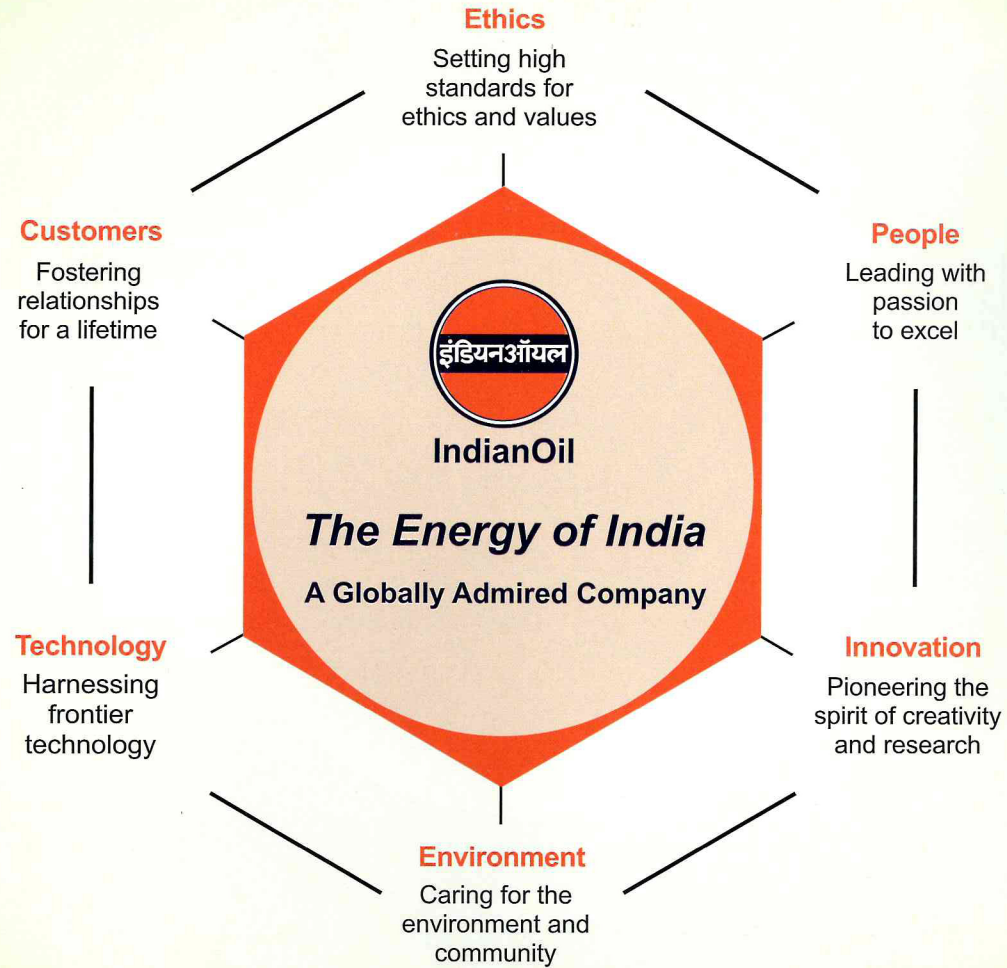 Ethics
Setting high
standards for
ethics and values
Customers
Fostering
relationships
for a lifetime
People
Leading with
passion
to excel
इंडियनऑयल
IndianOil
The Energy of India
A Globally Admired Company
Technology
Harnessing
frontier
technology
Innovation
Pioneering the
spirit of creativity
and research
Environment
Caring for the
environment and
community